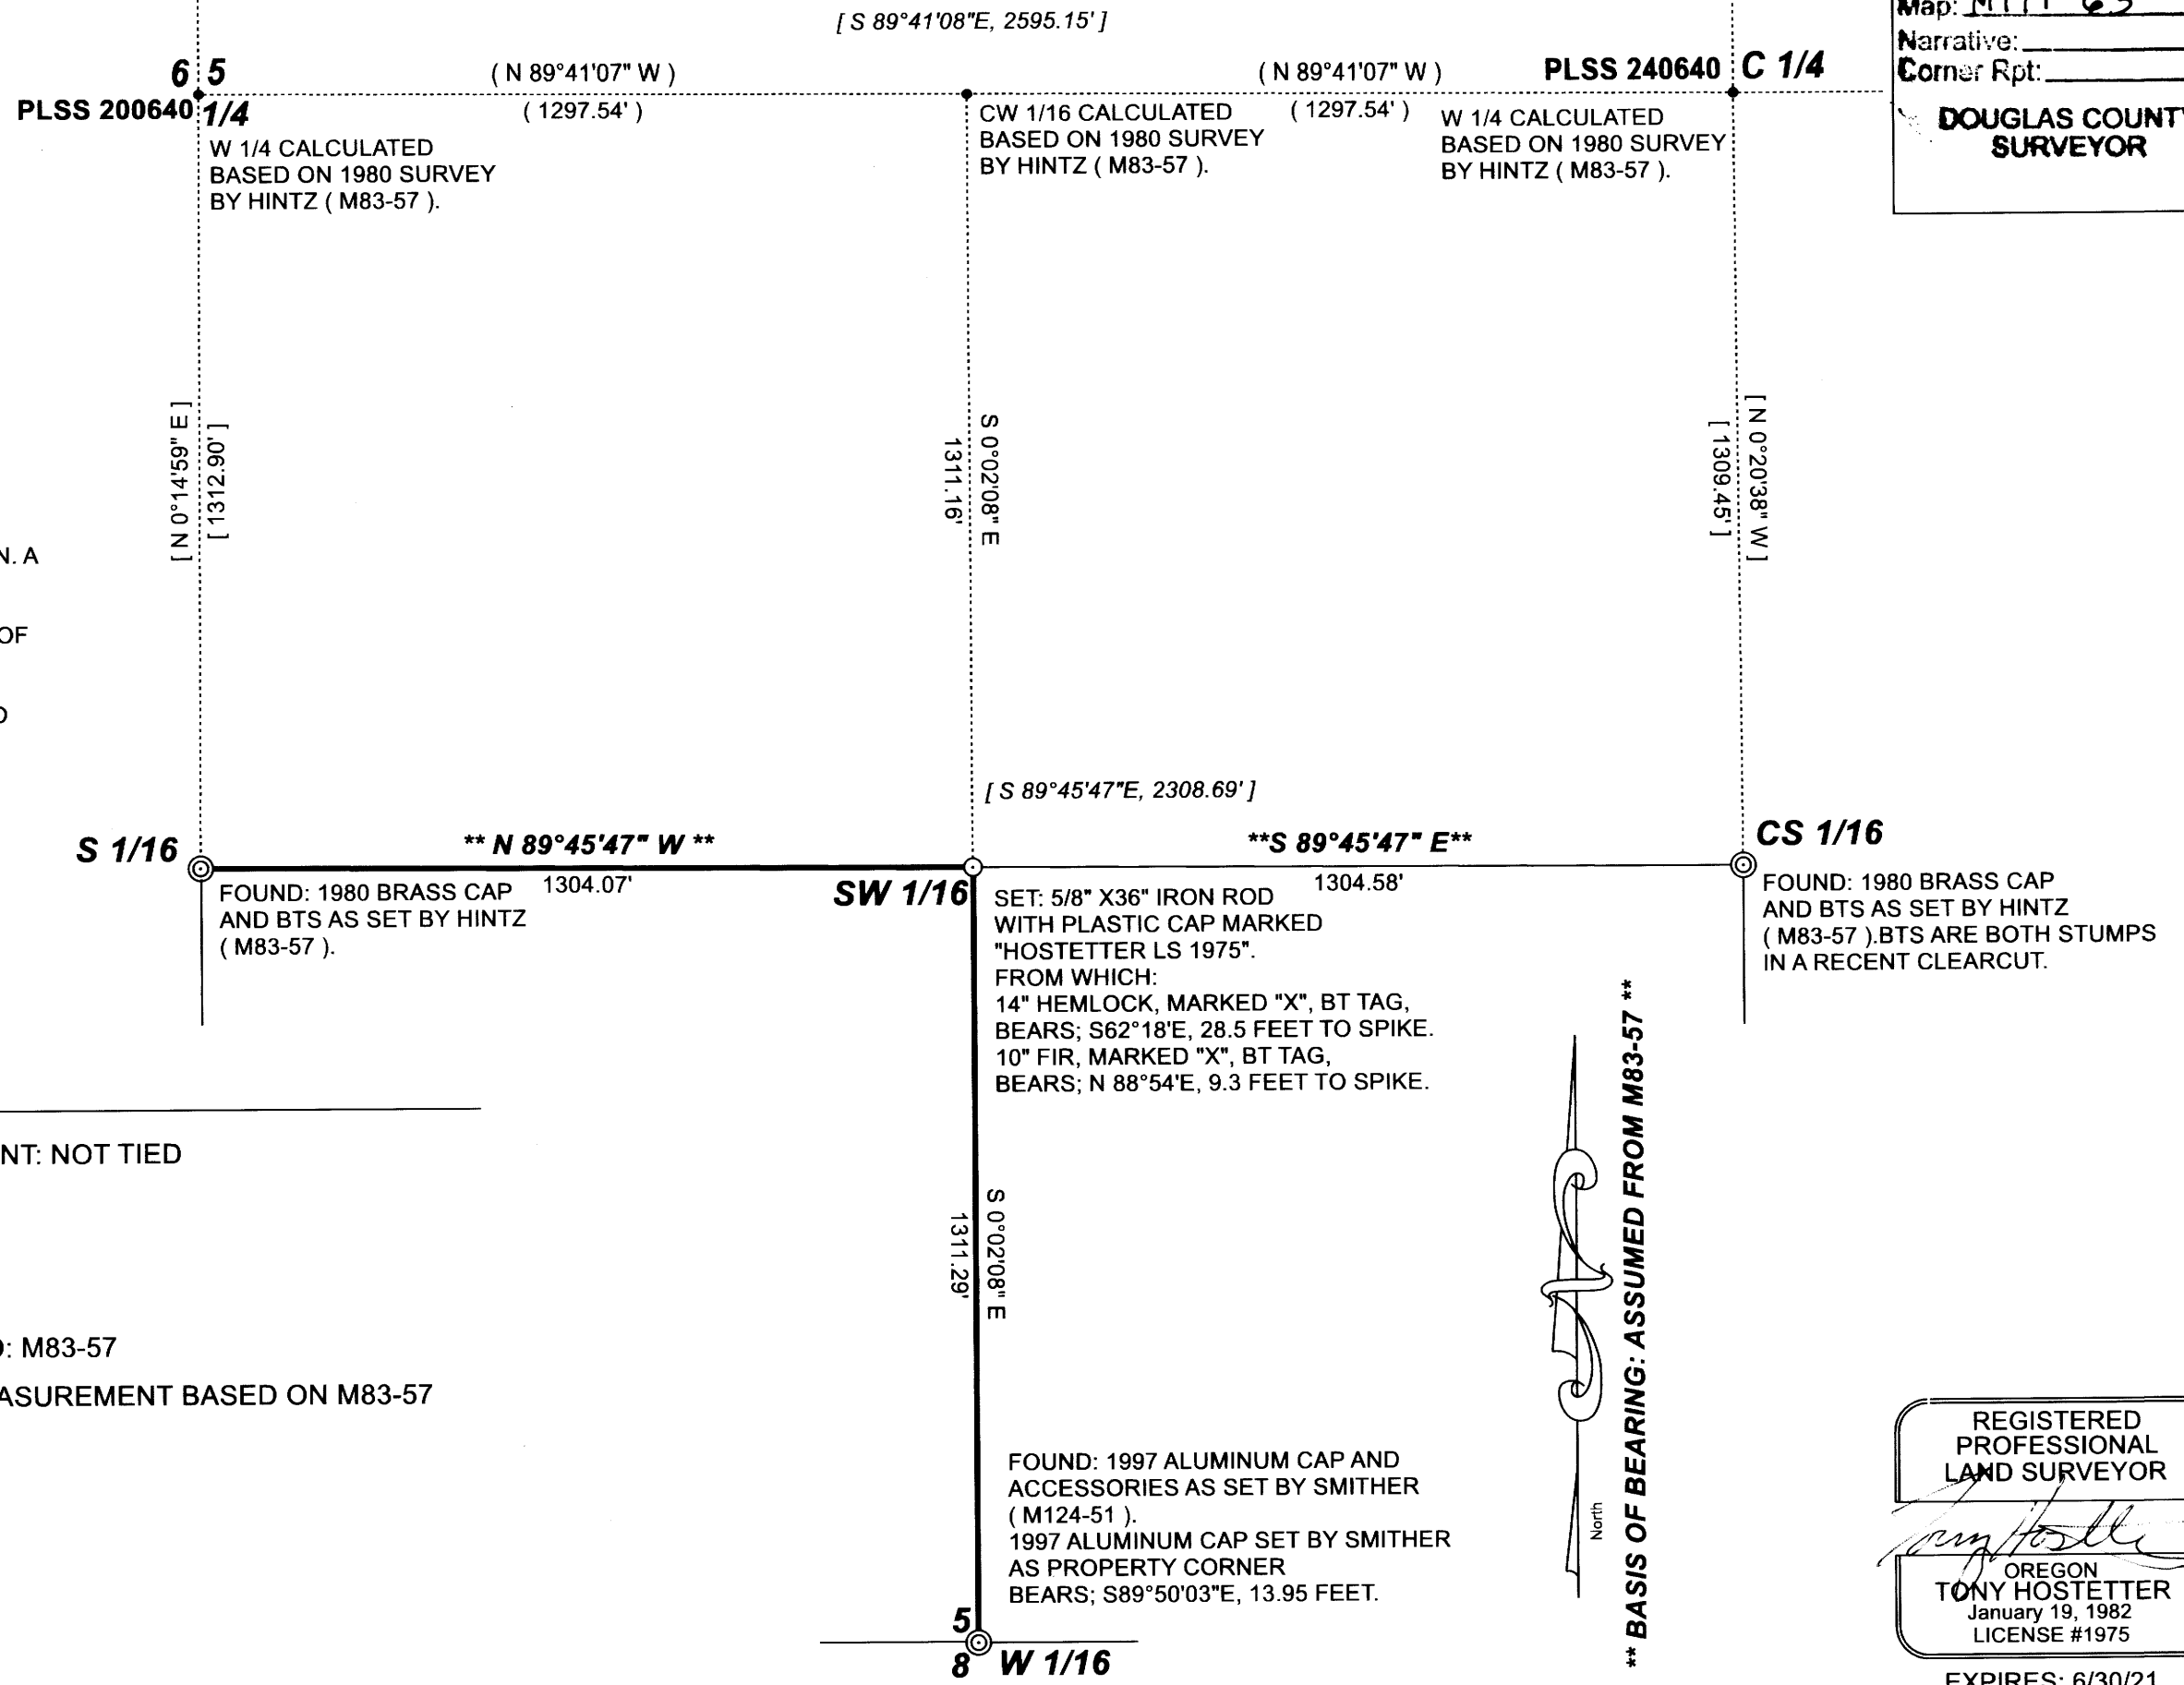 [ S 89°41'08"E, 2595.15' ]
Map:
Narrative:
Corner Rpt:
DOUGLAS COUNTY
SURVEYOR
6 5
( N 89°41'07" W )
( N 89°41'07" W )
PLSS 240640 C 1/4
PLSS 200640 1/4
( 1297.54' )
( 1297.54' )
W 1/4 CALCULATED
BASED ON 1980 SURVEY
BY HINTZ ( M83-57 ).
CW 1/16 CALCULATED
BASED ON 1980 SURVEY
BY HINTZ ( M83-57 ).
W 1/4 CALCULATED
BASED ON 1980 SURVEY
BY HINTZ ( M83-57 ).
[ N 0°14'59" E ]
[ 1312.90' ]
S 0°02'08" E
1311.16'
[ 1309.45' ]
[ N 0°20'38" W ]
N. A
OF
[ S 89°45'47"E, 2308.69' ]
S 1/16
** N 89°45'47" W **
1304.07'
SW 1/16
**S 89°45'47" E**
1304.58'
CS 1/16
FOUND: 1980 BRASS CAP
AND BTS AS SET BY HINTZ
( M83-57 ).
SET: 5/8" X36" IRON ROD
WITH PLASTIC CAP MARKED
"HOSTETTER LS 1975".
FROM WHICH:
14" HEMLOCK, MARKED "X", BT TAG,
BEARS; S62°18'E, 28.5 FEET TO SPIKE.
10" FIR, MARKED "X", BT TAG,
BEARS; N 88°54'E, 9.3 FEET TO SPIKE.
FOUND: 1980 BRASS CAP
AND BTS AS SET BY HINTZ
( M83-57 ).BTS ARE BOTH STUMPS
IN A RECENT CLEARCUT.
NT: NOT TIED
S 0°02'08" E
1311.29'
: M83-57
ASUREMENT BASED ON M83-57
North
** BASIS OF BEARING: ASSUMED FROM M83-57 **
FOUND: 1997 ALUMINUM CAP AND
ACCESSORIES AS SET BY SMITHER
( M124-51 ).
1997 ALUMINUM CAP SET BY SMITHER
AS PROPERTY CORNER
BEARS; S89°50'03"E, 13.95 FEET.
5
8 W 1/16
REGISTERED
PROFESSIONAL
LAND SURVEYOR
Tony Hostetter
OREGON
TONY HOSTETTER
January 19, 1982
LICENSE #1975
EXPIRES: 6/30/21